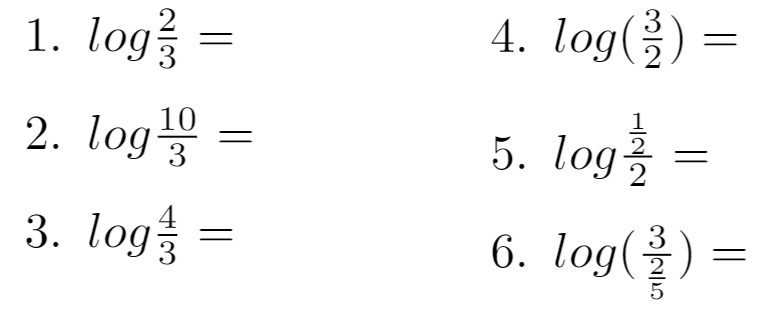 1. log 2/3 =
2. log 10/3 =
3. log 4/3 =
4. log(3/2) =
5. log (1/2)/2 =
6. log(3/(2/5)) =